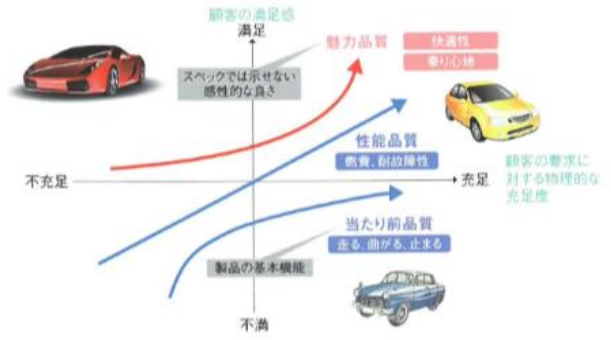 顧客の満足感
満足
魅力品質
快適性
乗り心地
スペックでは示せない
感性的な良さ
性能品質
燃費、耐故障性
不充足
充足
顧客の要求に
対する物理的な
充足度
当たり前品質
走る、曲がる、止まる
製品の基本機能
不満